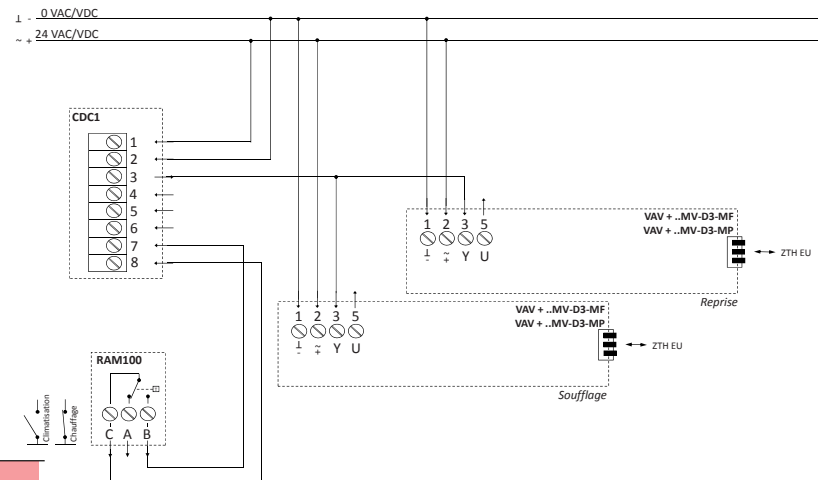 ⊥ - 0 VAC/VDC
~ + 24 VAC/VDC
CDC1
1
2
3
4
5
6
7
8
VAV + ..MV-D3-MF
VAV + ..MV-D3-MP
1 2 3 5
⊥ ~ Y U
- +
ZTH EU
Reprise
VAV + ..MV-D3-MF
VAV + ..MV-D3-MP
1 2 3 5
⊥ ~ Y U
- +
ZTH EU
Soufflage
RAM100
C A B
Climatisation
Chauffage